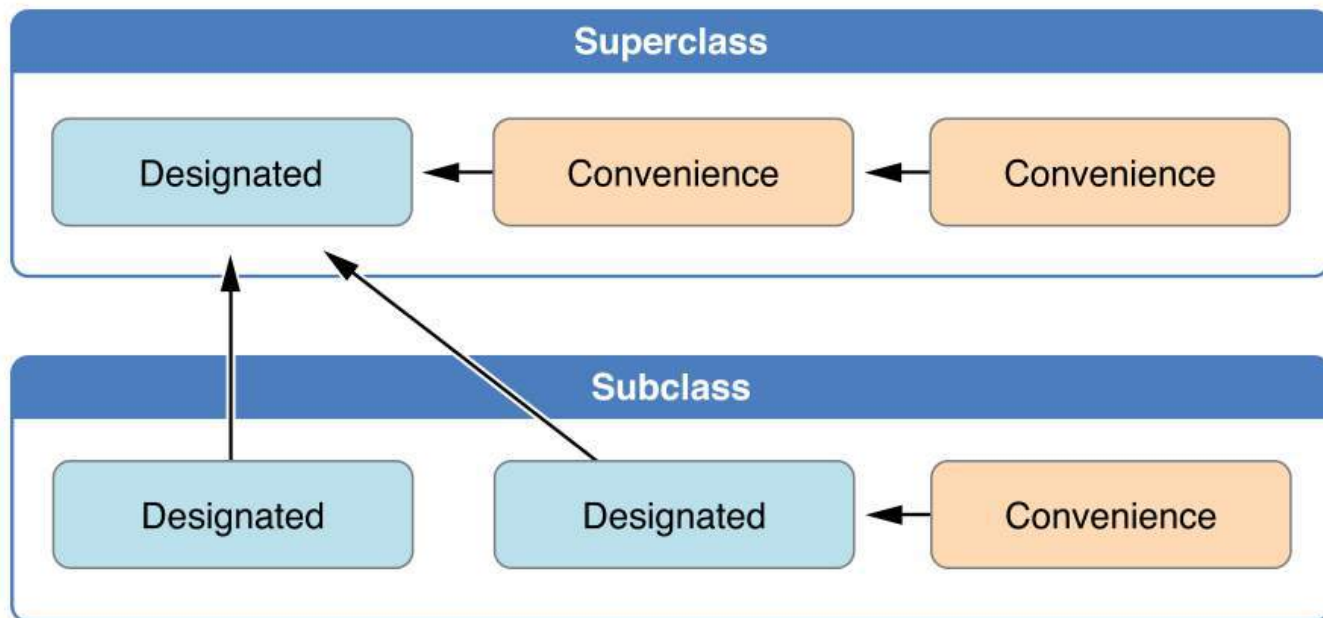 Superclass
Designated
Convenience
Convenience
Subclass
Designated
Designated
Convenience